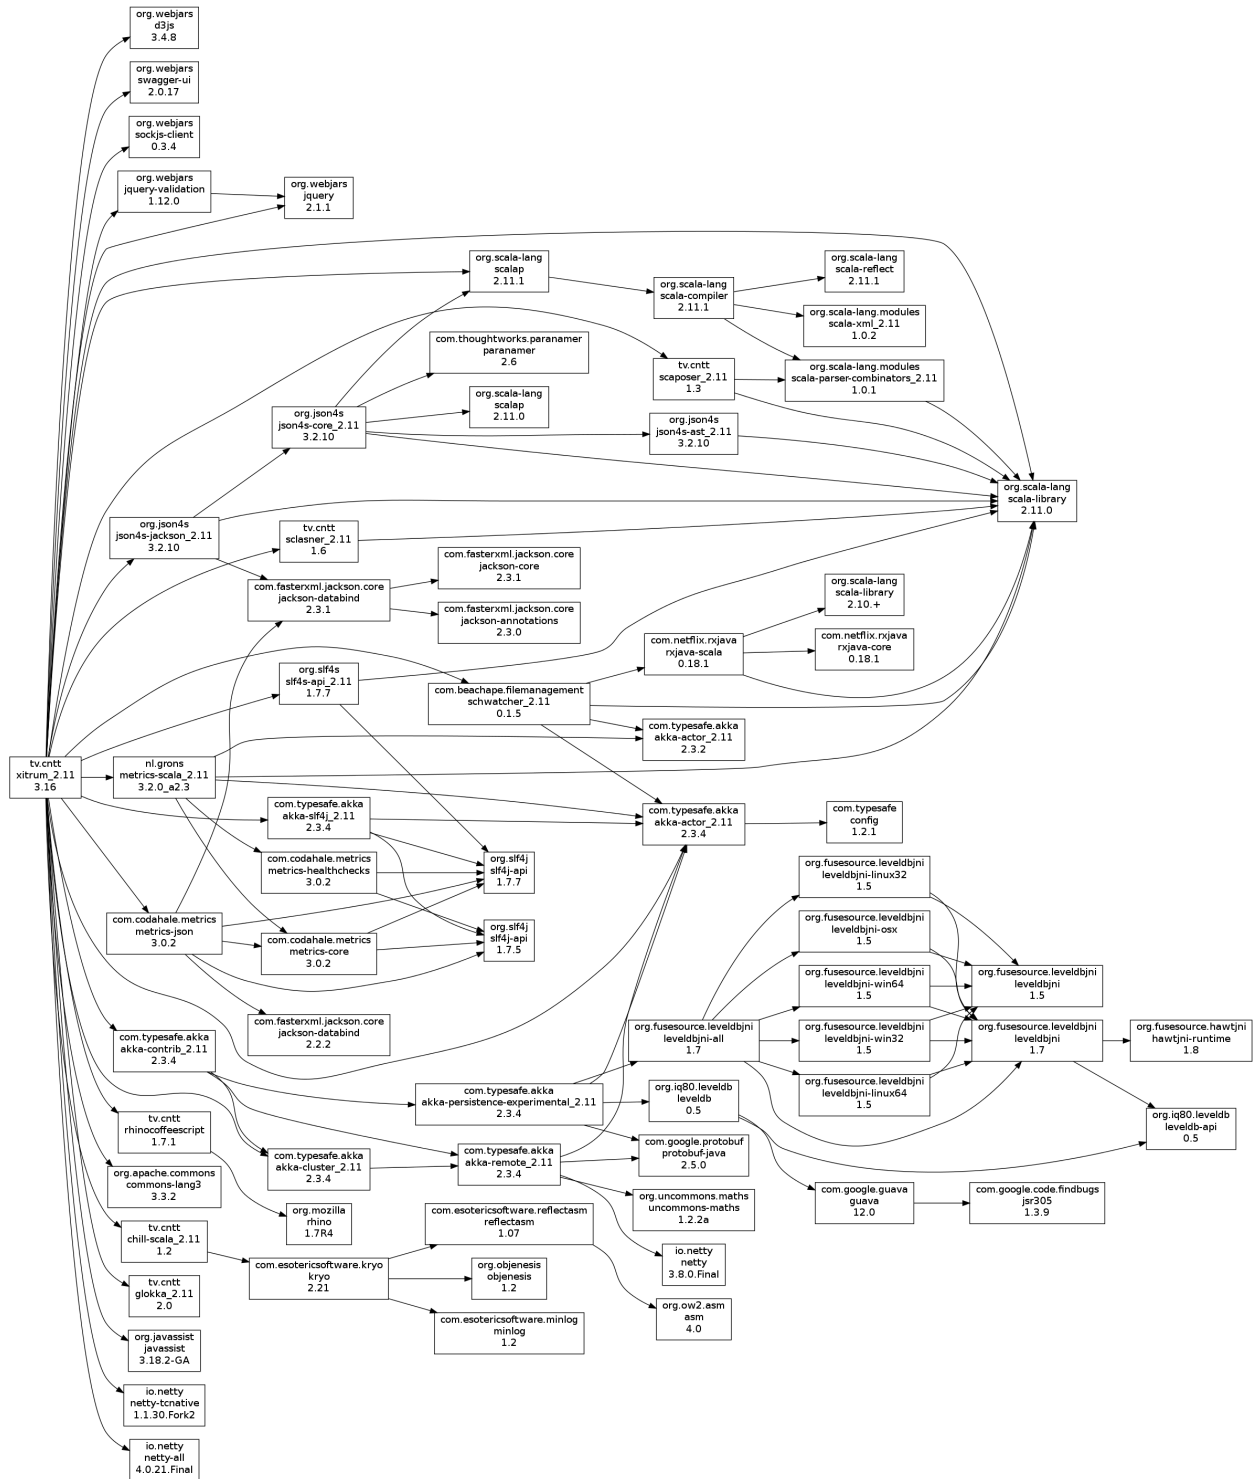 org.webjars
d3js
3.4.8
org.webjars
swagger-ui
2.0.17
org.webjars
sockjs-client
0.3.4
org.webjars
jquery-validation
1.12.0
org.webjars
jquery
2.1.1
org.scala-lang
scalap
2.11.1
org.scala-lang
scala-compiler
2.11.1
org.scala-lang
scala-reflect
2.11.1
org.scala-lang.modules
scala-xml_2.11
1.0.2
com.thoughtworks.paranamer
paranamer
2.6
tv.cntt
scaposer_2.11
1.3
org.scala-lang.modules
scala-parser-combinators_2.11
1.0.1
org.json4s
json4s-core_2.11
3.2.10
org.scala-lang
scalap
2.11.0
org.json4s
json4s-ast_2.11
3.2.10
org.scala-lang
scala-library
2.11.0
org.json4s
json4s-jackson_2.11
3.2.10
tv.cntt
sclasner_2.11
1.6
com.fasterxml.jackson.core
jackson-core
2.3.1
com.fasterxml.jackson.core
jackson-databind
2.3.1
com.fasterxml.jackson.core
jackson-annotations
2.3.0
org.scala-lang
scala-library
2.10.+
com.netflix.rxjava
rxjava-scala
0.18.1
com.netflix.rxjava
rxjava-core
0.18.1
org.slf4s
slf4s-api_2.11
1.7.7
com.beachape.filemanagement
schwatcher_2.11
0.1.5
com.typesafe.akka
akka-actor_2.11
2.3.2
tv.cntt
xitrum_2.11
3.16
nl.grons
metrics-scala_2.11
3.2.0_a2.3
com.typesafe.akka
akka-slf4j_2.11
2.3.4
com.typesafe.akka
akka-actor_2.11
2.3.4
com.typesafe
config
1.2.1
com.codahale.metrics
metrics-healthchecks
3.0.2
org.slf4j
slf4j-api
1.7.7
org.fusesource.leveldbjni
leveldbjni-linux32
1.5
com.codahale.metrics
metrics-json
3.0.2
com.codahale.metrics
metrics-core
3.0.2
org.slf4j
slf4j-api
1.7.5
org.fusesource.leveldbjni
leveldbjni-osx
1.5
org.fusesource.leveldbjni
leveldbjni-win64
1.5
org.fusesource.leveldbjni
leveldbjni
1.5
com.fasterxml.jackson.core
jackson-databind
2.2.2
com.typesafe.akka
akka-contrib_2.11
2.3.4
org.fusesource.leveldbjni
leveldbjni-all
1.7
org.fusesource.leveldbjni
leveldbjni-win32
1.5
org.fusesource.leveldbjni
leveldbjni
1.7
org.fusesource.hawtjni
hawtjni-runtime
1.8
com.typesafe.akka
akka-persistence-experimental_2.11
2.3.4
org.iq80.leveldb
leveldb
0.5
org.fusesource.leveldbjni
leveldbjni-linux64
1.5
org.iq80.leveldb
leveldb-api
0.5
tv.cntt
rhinocoffeescript
1.7.1
com.google.protobuf
protobuf-java
2.5.0
com.typesafe.akka
akka-cluster_2.11
2.3.4
com.typesafe.akka
akka-remote_2.11
2.3.4
org.apache.commons
commons-lang3
3.3.2
org.uncommons.maths
uncommons-maths
1.2.2a
com.google.guava
guava
12.0
com.google.code.findbugs
jsr305
1.3.9
org.mozilla
rhino
1.7R4
com.esotericsoftware.reflectasm
reflectasm
1.07
tv.cntt
chill-scala_2.11
1.2
io.netty
netty
3.8.0.Final
com.esotericsoftware.kryo
kryo
2.21
org.objenesis
objenesis
1.2
tv.cntt
glokka_2.11
2.0
org.ow2.asm
asm
4.0
com.esotericsoftware.minlog
minlog
1.2
org.javassist
javassist
3.18.2-GA
io.netty
netty-tcnative
1.1.30.Fork2
io.netty
netty-all
4.0.21.Final